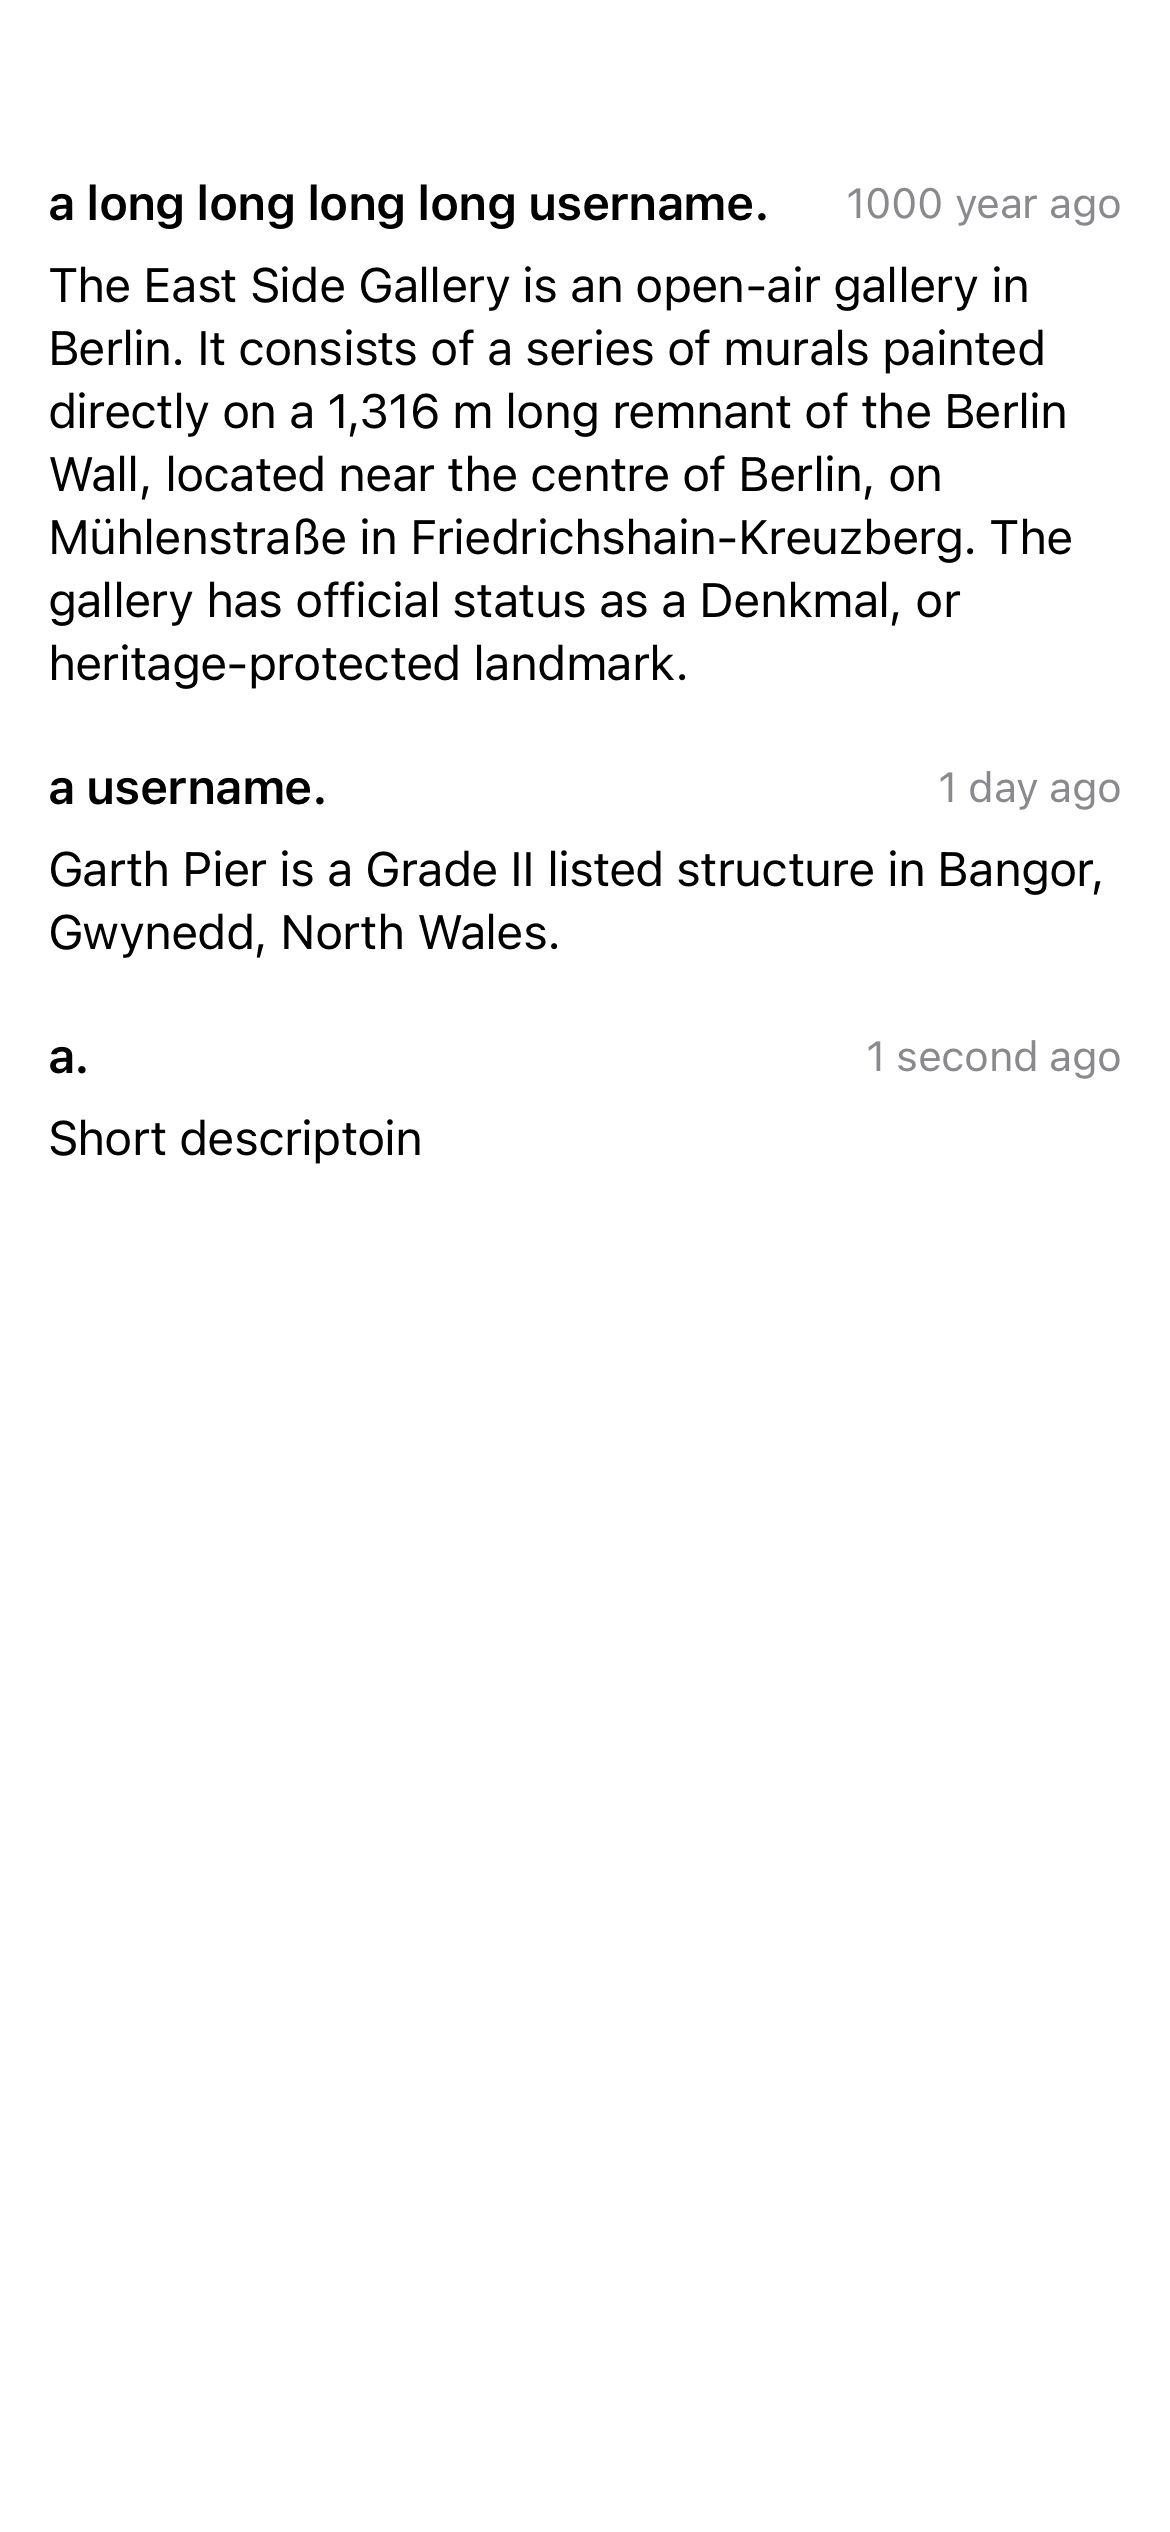 a long long long long username. 1000 year ago
The East Side Gallery is an open-air gallery in
Berlin. It consists of a series of murals painted
directly on a 1,316 m long remnant of the Berlin
Wall, located near the centre of Berlin, on
Mühlenstraße in Friedrichshain-Kreuzberg. The
gallery has official status as a Denkmal, or
heritage-protected landmark.
a username. 1 day ago
Garth Pier is a Grade II listed structure in Bangor,
Gwynedd, North Wales.
a. 1 second ago
Short descriptoin